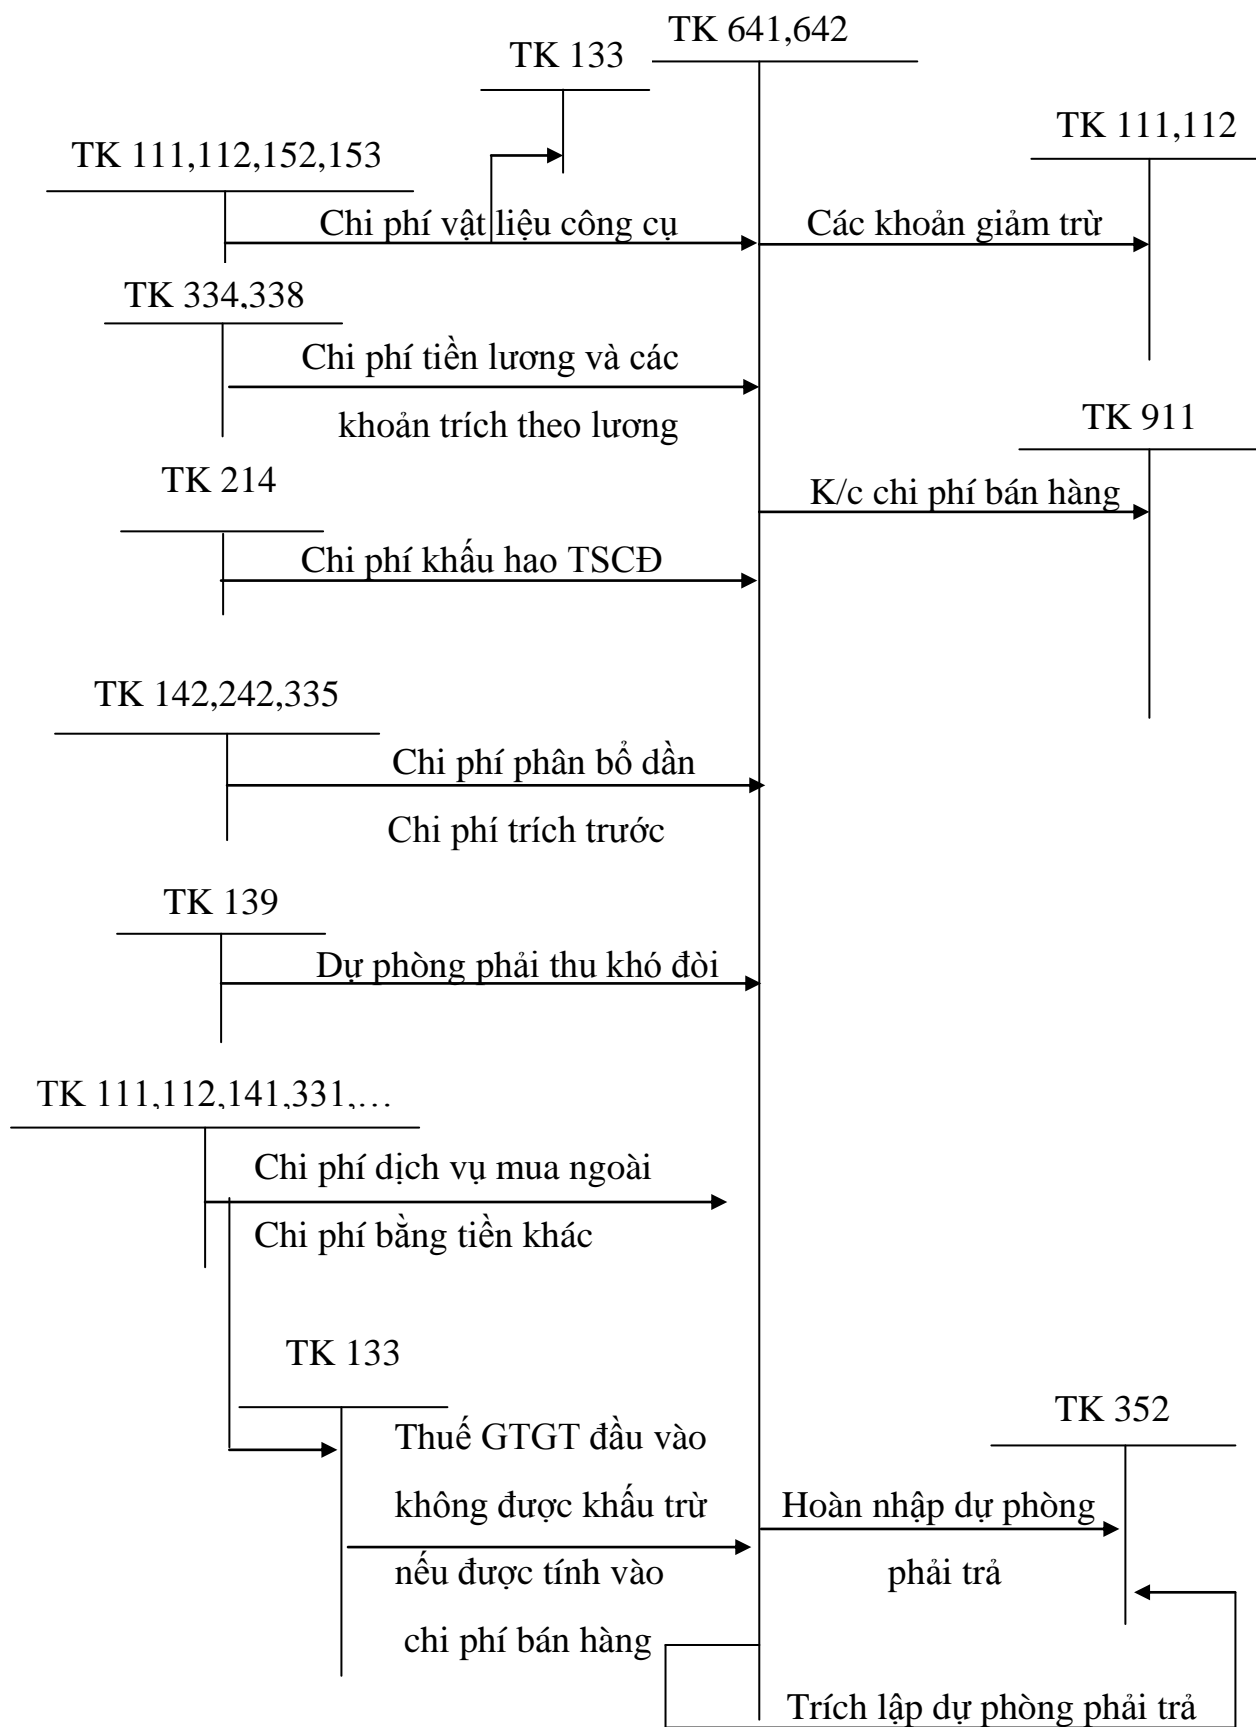 TK 641,642
TK 133
TK 111,112
TK 111,112,152,153
Chi phí vật liệu công cụ
Các khoản giảm trừ
TK 334,338
Chi phí tiền lương và các
khoản trích theo lương
TK 911
TK 214
K/c chi phí bán hàng
Chi phí khấu hao TSCĐ
TK 142,242,335
Chi phí phân bổ dần
Chi phí trích trước
TK 139
Dự phòng phải thu khó đòi
TK 111,112,141,331,…
Chi phí dịch vụ mua ngoài
Chi phí bằng tiền khác
TK 133
TK 352
Thuế GTGT đầu vào
không được khấu trừ
nếu được tính vào
chi phí bán hàng
Hoàn nhập dự phòng
phải trả
Trích lập dự phòng phải trả